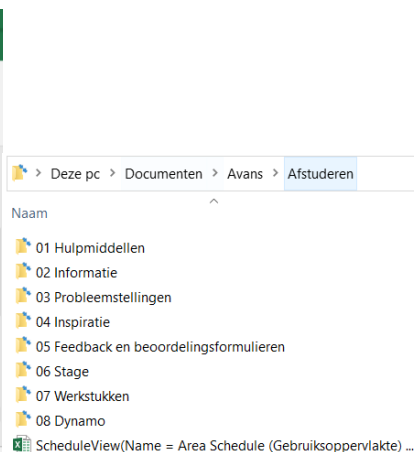 Deze pc > Documenten > Avans > Afstuderen
Naam
01 Hulpmiddellen
02 Informatie
03 Probleemstellingen
04 Inspiratie
05 Feedback en beoordelingsformulieren
06 Stage
07 Werkstukken
08 Dynamo
ScheduleView(Name = Area Schedule (Gebruiksoppervlakte) ...